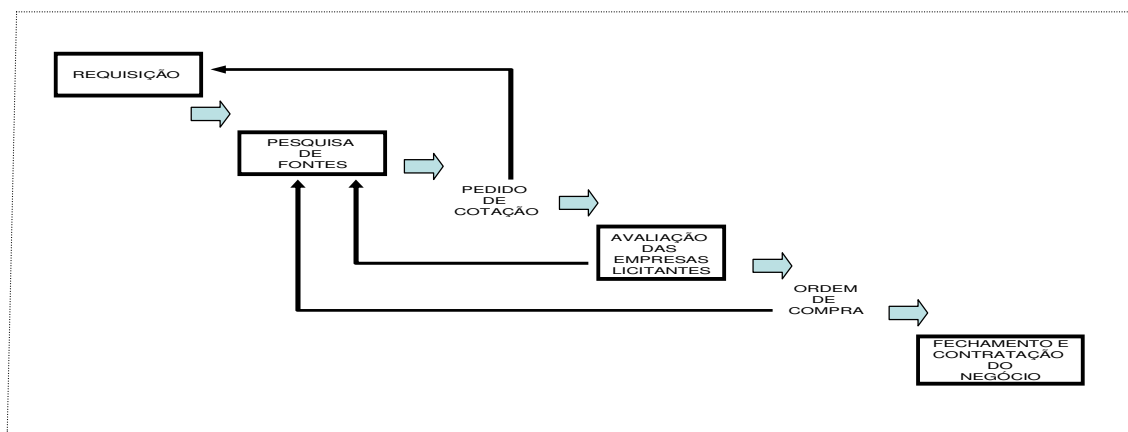 REQUISIÇÃO
PESQUISA
DE
FONTES
PEDIDO
DE
COTAÇÃO
AVALIAÇÃO
DAS
EMPRESAS
LICITANTES
ORDEM
DE
COMPRA
FECHAMENTO E
CONTRATAÇÃO
DO
NEGÓCIO